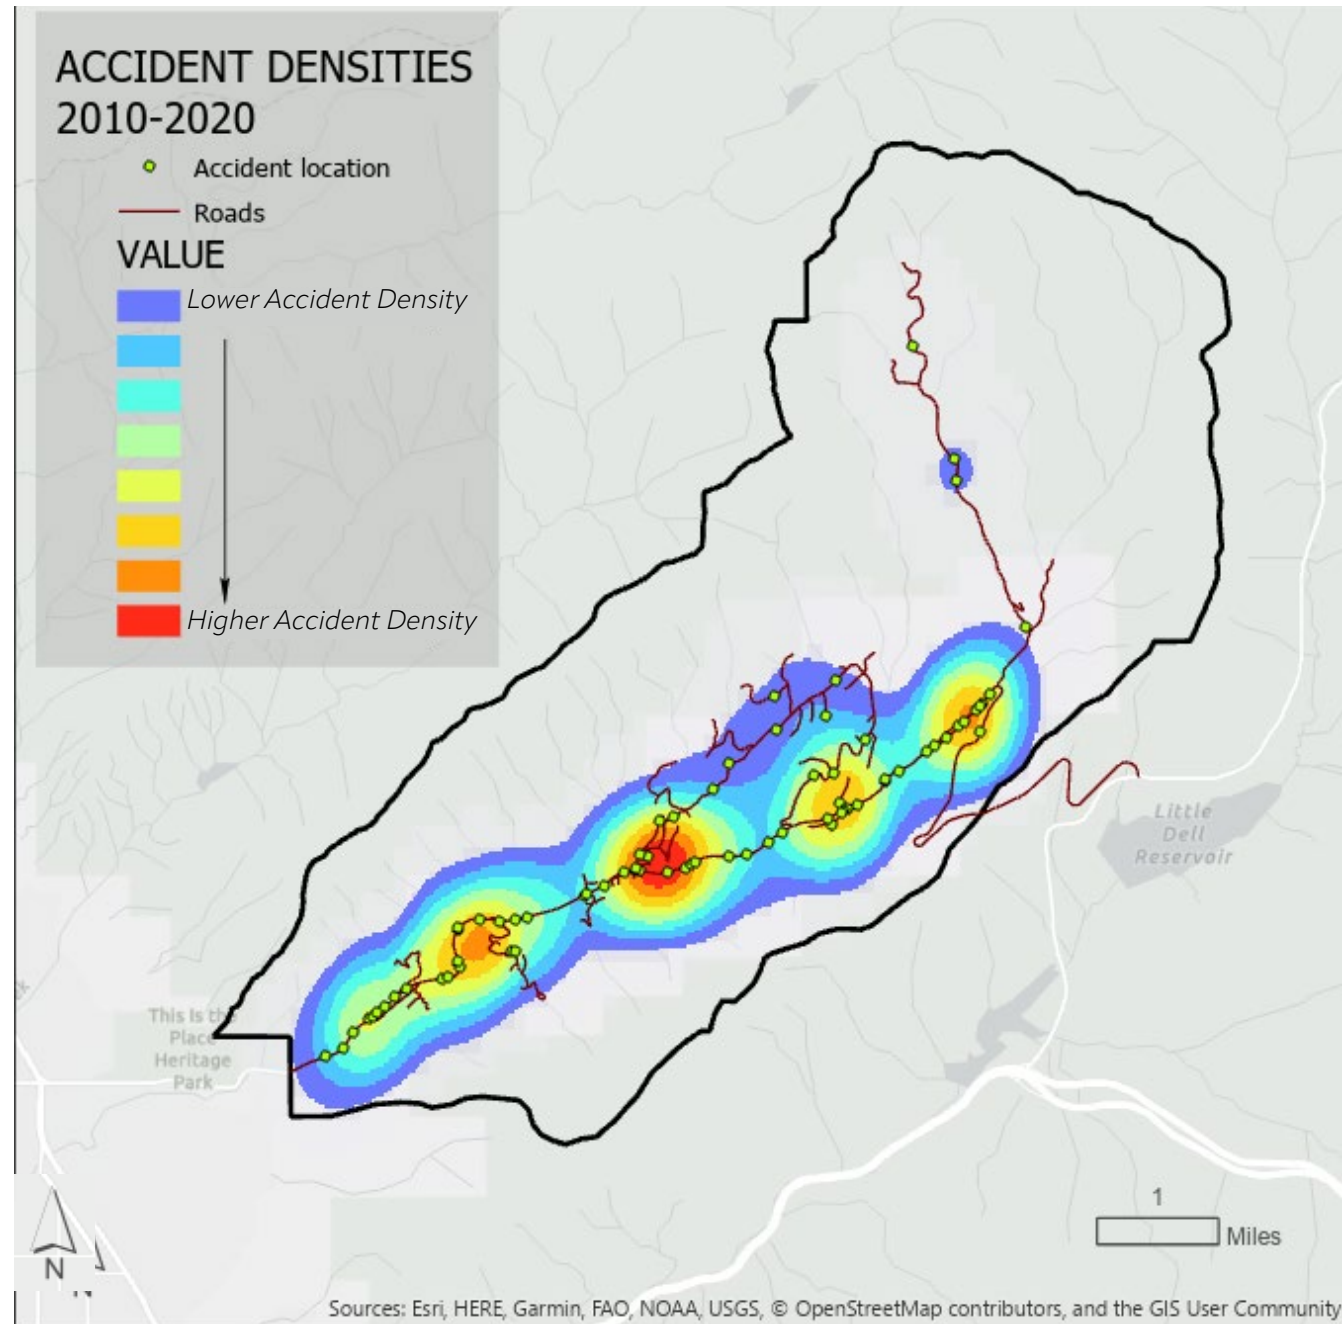 ACCIDENT DENSITIES
2010-2020
Accident location
Roads
VALUE
Lower Accident Density
Higher Accident Density
Little
Dell
Reservoir
This Is the
Place
Heritage
Park
1
Miles
N
N
Sources: Esri, HERE, Garmin, FAO, NOAA, USGS, © OpenStreetMap contributors, and the GIS User Community